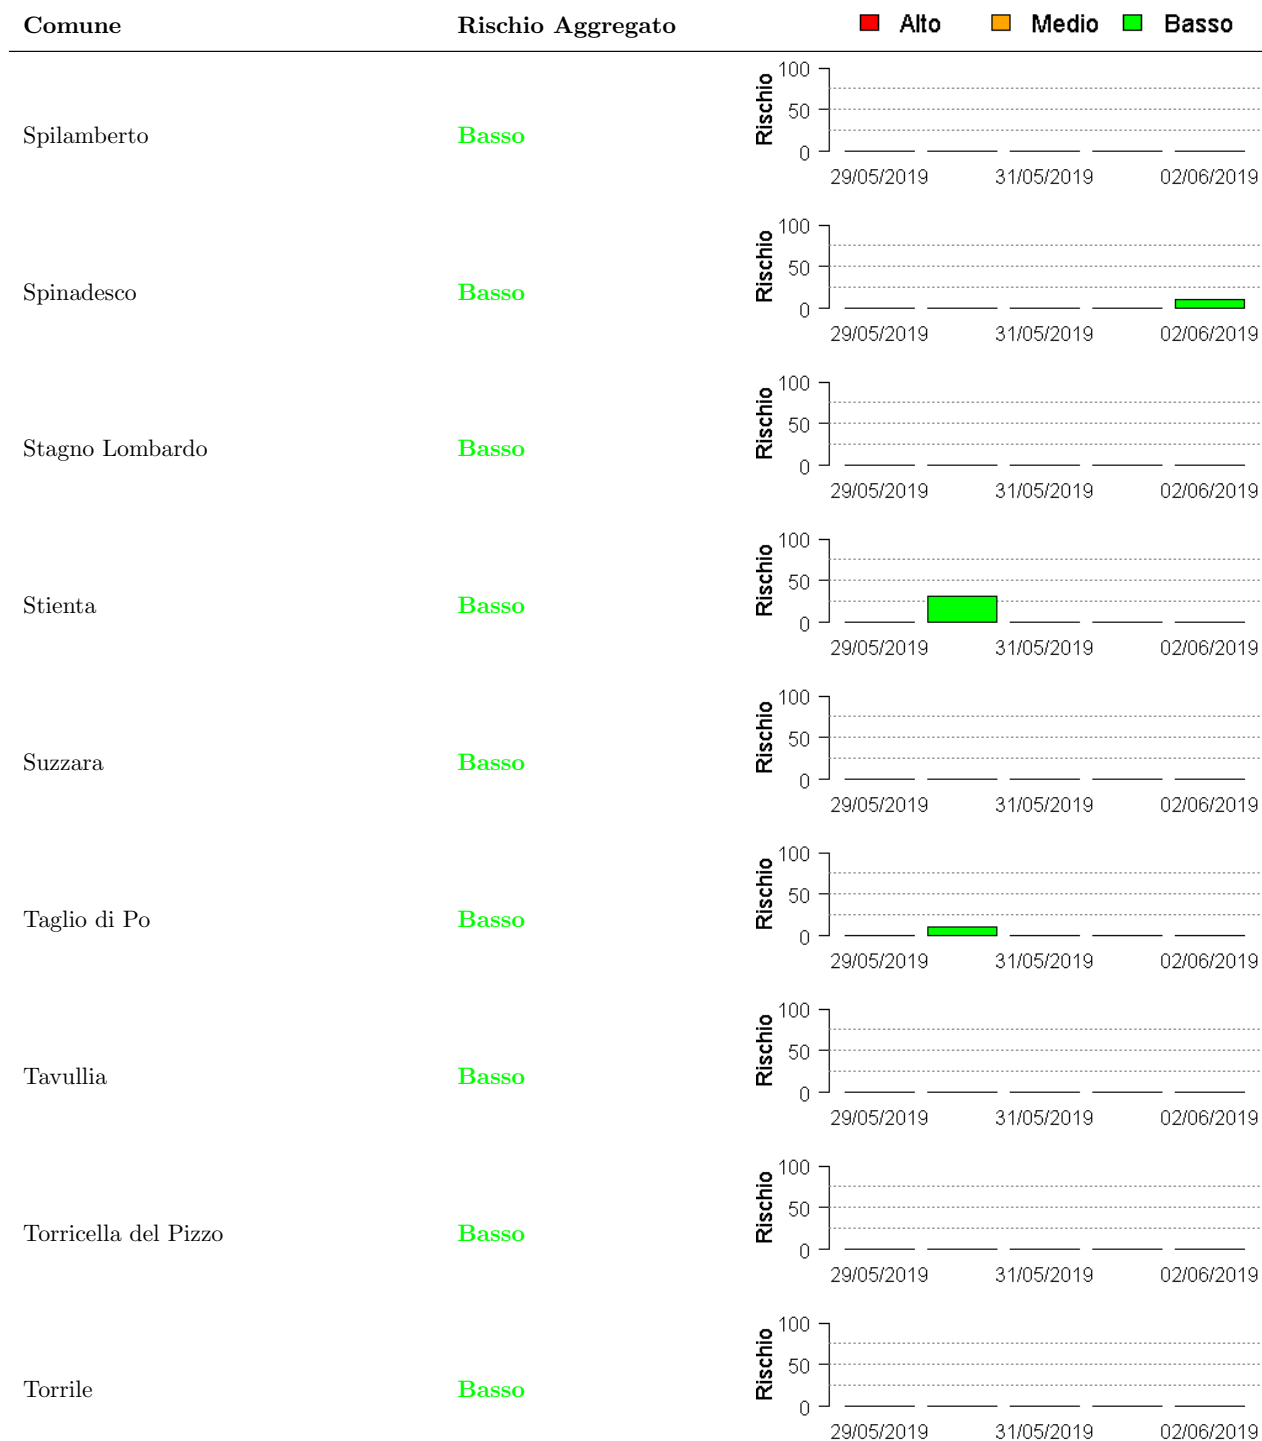 Comune Rischio Aggregato Alto Medio Basso
100
50
0
Rischio
Spilamberto Basso
29/05/2019 31/05/2019 02/06/2019
100
50
0
Rischio
Spinadesco Basso
29/05/2019 31/05/2019 02/06/2019
100
50
0
Rischio
Stagno Lombardo Basso
29/05/2019 31/05/2019 02/06/2019
100
50
0
Rischio
Stienta Basso
29/05/2019 31/05/2019 02/06/2019
100
50
0
Rischio
Suzzara Basso
29/05/2019 31/05/2019 02/06/2019
100
50
0
Rischio
Taglio di Po Basso
29/05/2019 31/05/2019 02/06/2019
100
50
0
Rischio
Tavullia Basso
29/05/2019 31/05/2019 02/06/2019
100
50
0
Rischio
Torricella del Pizzo Basso
29/05/2019 31/05/2019 02/06/2019
100
50
0
Rischio
Torrile Basso
29/05/2019 31/05/2019 02/06/2019